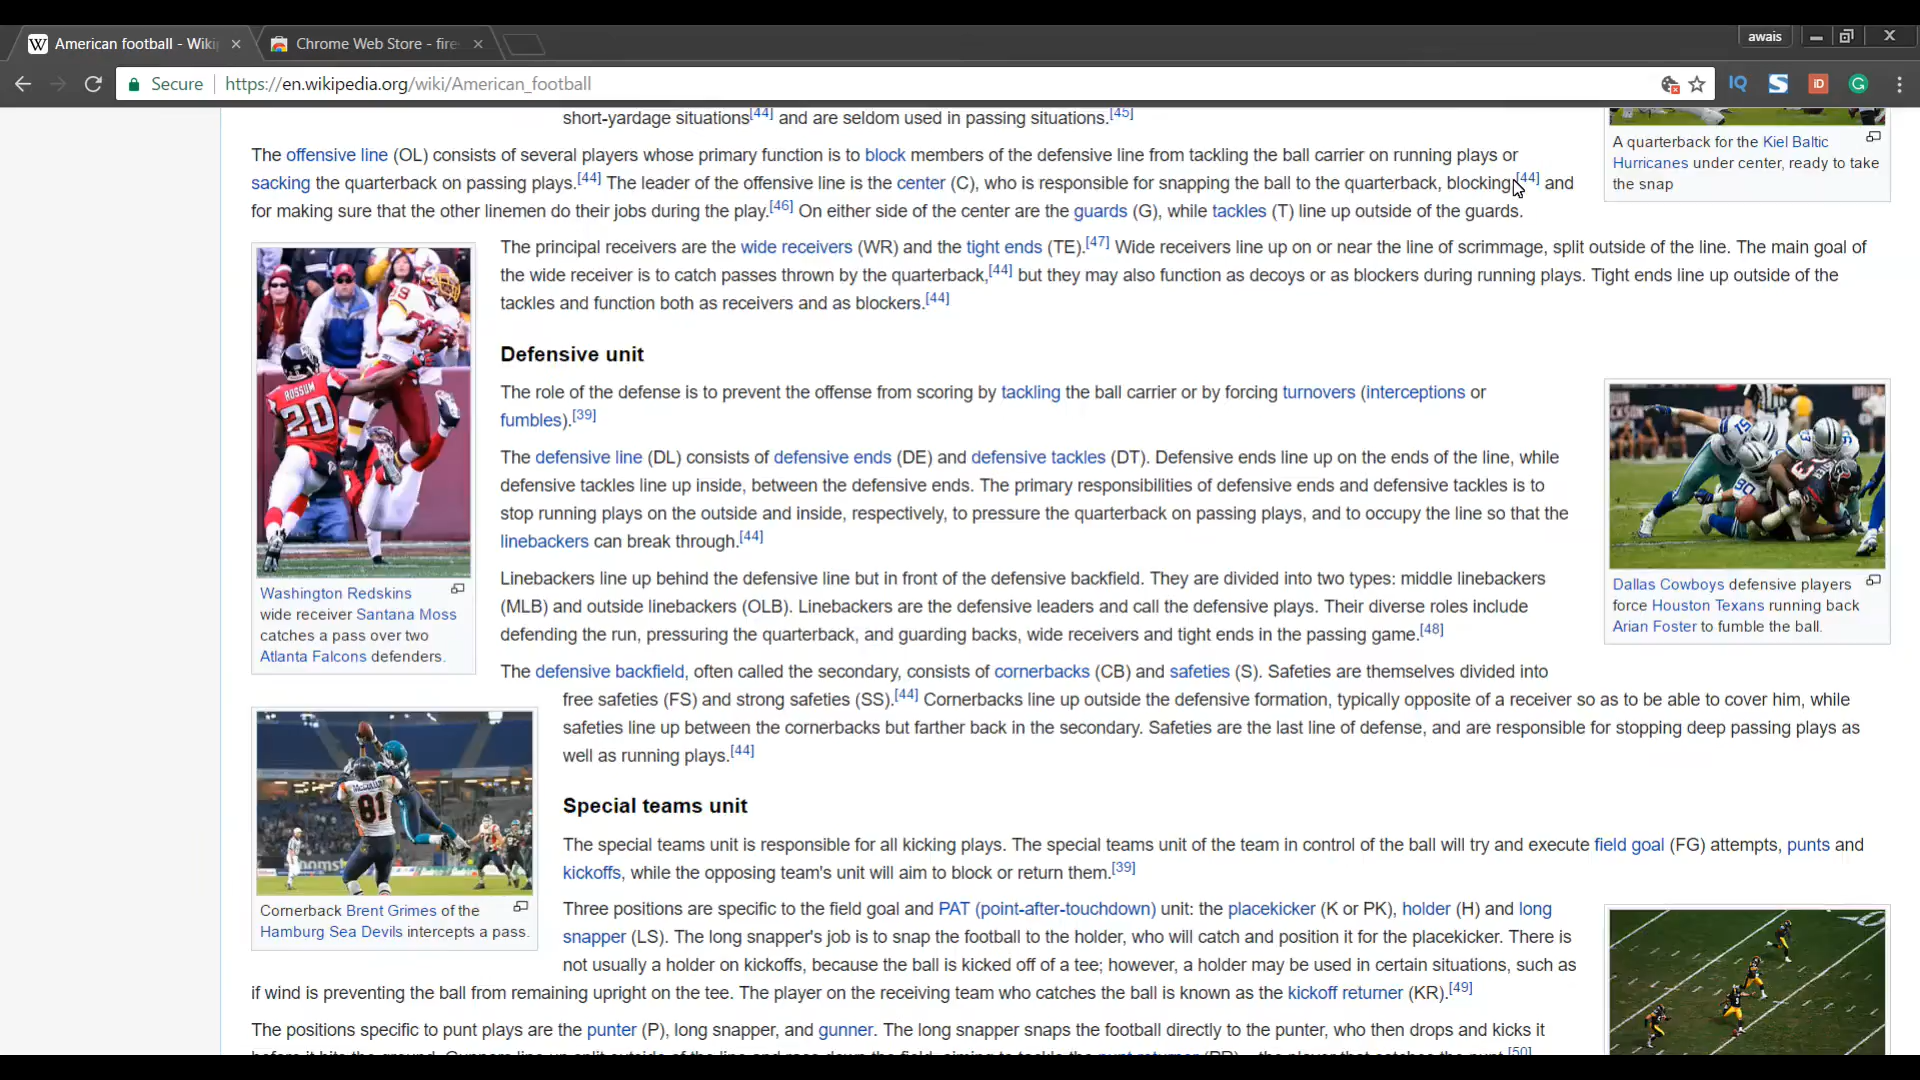 American football - Wiki
Chrome Web Store - fire
awais
Secure
https://en.wikipedia.org/wiki/American_football
short-yardage situations[44] and are seldom used in passing situations.[45]
The offensive line (OL) consists of several players whose primary function is to block members of the defensive line from tackling the ball carrier on running plays or
sacking the quarterback on passing plays.[44] The leader of the offensive line is the center (C), who is responsible for snapping the ball to the quarterback, blocking,[44] and
for making sure that the other linemen do their jobs during the play.[46] On either side of the center are the guards (G), while tackles (T) line up outside of the guards.
A quarterback for the Kiel Baltic
Hurricanes under center, ready to take
the snap
The principal receivers are the wide receivers (WR) and the tight ends (TE).[47] Wide receivers line up on or near the line of scrimmage, split outside of the line. The main goal of
the wide receiver is to catch passes thrown by the quarterback,[44] but they may also function as decoys or as blockers during running plays. Tight ends line up outside of the
tackles and function both as receivers and as blockers.[44]
ROSSUM
20
Washington Redskins
wide receiver Santana Moss
catches a pass over two
Atlanta Falcons defenders.
Defensive unit
The role of the defense is to prevent the offense from scoring by tackling the ball carrier or by forcing turnovers (interceptions or
fumbles).[39]
The defensive line (DL) consists of defensive ends (DE) and defensive tackles (DT). Defensive ends line up on the ends of the line, while
defensive tackles line up inside, between the defensive ends. The primary responsibilities of defensive ends and defensive tackles is to
stop running plays on the outside and inside, respectively, to pressure the quarterback on passing plays, and to occupy the line so that the
linebackers can break through.[44]
Dallas Cowboys defensive players
force Houston Texans running back
Arian Foster to fumble the ball.
Linebackers line up behind the defensive line but in front of the defensive backfield. They are divided into two types: middle linebackers
(MLB) and outside linebackers (OLB). Linebackers are the defensive leaders and call the defensive plays. Their diverse roles include
defending the run, pressuring the quarterback, and guarding backs, wide receivers and tight ends in the passing game.[48]
The defensive backfield, often called the secondary, consists of cornerbacks (CB) and safeties (S). Safeties are themselves divided into
free safeties (FS) and strong safeties (SS).[44] Cornerbacks line up outside the defensive formation, typically opposite of a receiver so as to be able to cover him, while
safeties line up between the cornerbacks but farther back in the secondary. Safeties are the last line of defense, and are responsible for stopping deep passing plays as
well as running plays.[44]
81
Cornerback Brent Grimes of the
Hamburg Sea Devils intercepts a pass.
Special teams unit
The special teams unit is responsible for all kicking plays. The special teams unit of the team in control of the ball will try and execute field goal (FG) attempts, punts and
kickoffs, while the opposing team's unit will aim to block or return them.[39]
Three positions are specific to the field goal and PAT (point-after-touchdown) unit: the placekicker (K or PK), holder (H) and long
snapper (LS). The long snapper's job is to snap the football to the holder, who will catch and position it for the placekicker. There is
not usually a holder on kickoffs, because the ball is kicked off of a tee; however, a holder may be used in certain situations, such as
if wind is preventing the ball from remaining upright on the tee. The player on the receiving team who catches the ball is known as the kickoff returner (KR).[49]
The positions specific to punt plays are the punter (P), long snapper, and gunner. The long snapper snaps the football directly to the punter, who then drops and kicks it